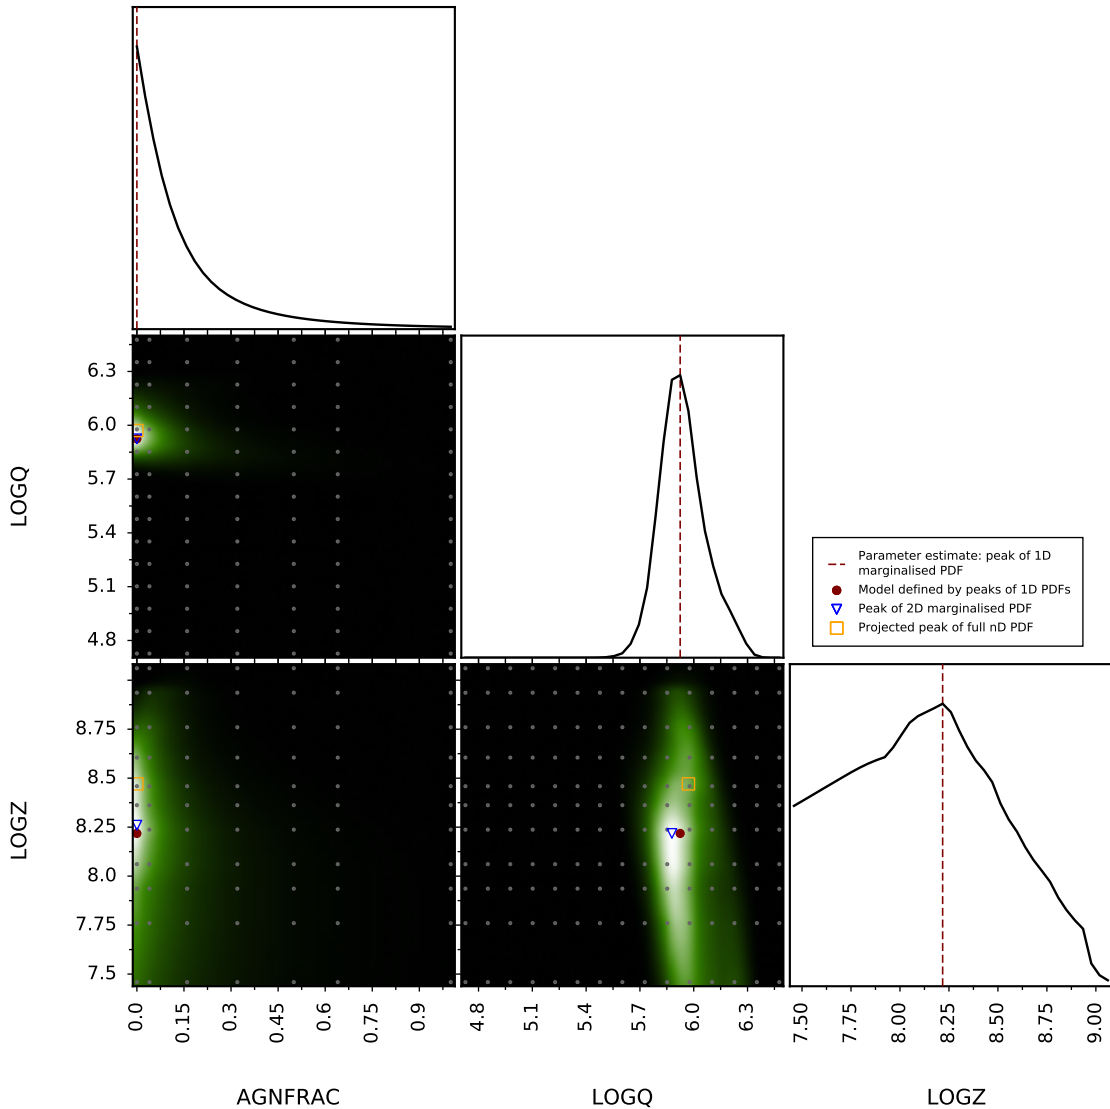 6.3
6.0
5.7
5.4
5.1
4.8
LOGQ
Parameter estimate: peak of 1D
marginalised PDF
Model defined by peaks of 1D PDFs
Peak of 2D marginalised PDF
Projected peak of full nD PDF
8.75
8.5
8.25
8.0
7.75
7.5
LOGZ
0.0 0.15 0.3 0.45 0.6 0.75 0.9
4.8 5.1 5.4 5.7 6.0 6.3
7.50 7.75 8.00 8.25 8.50 8.75 9.00
AGNFRAC LOGQ LOGZ